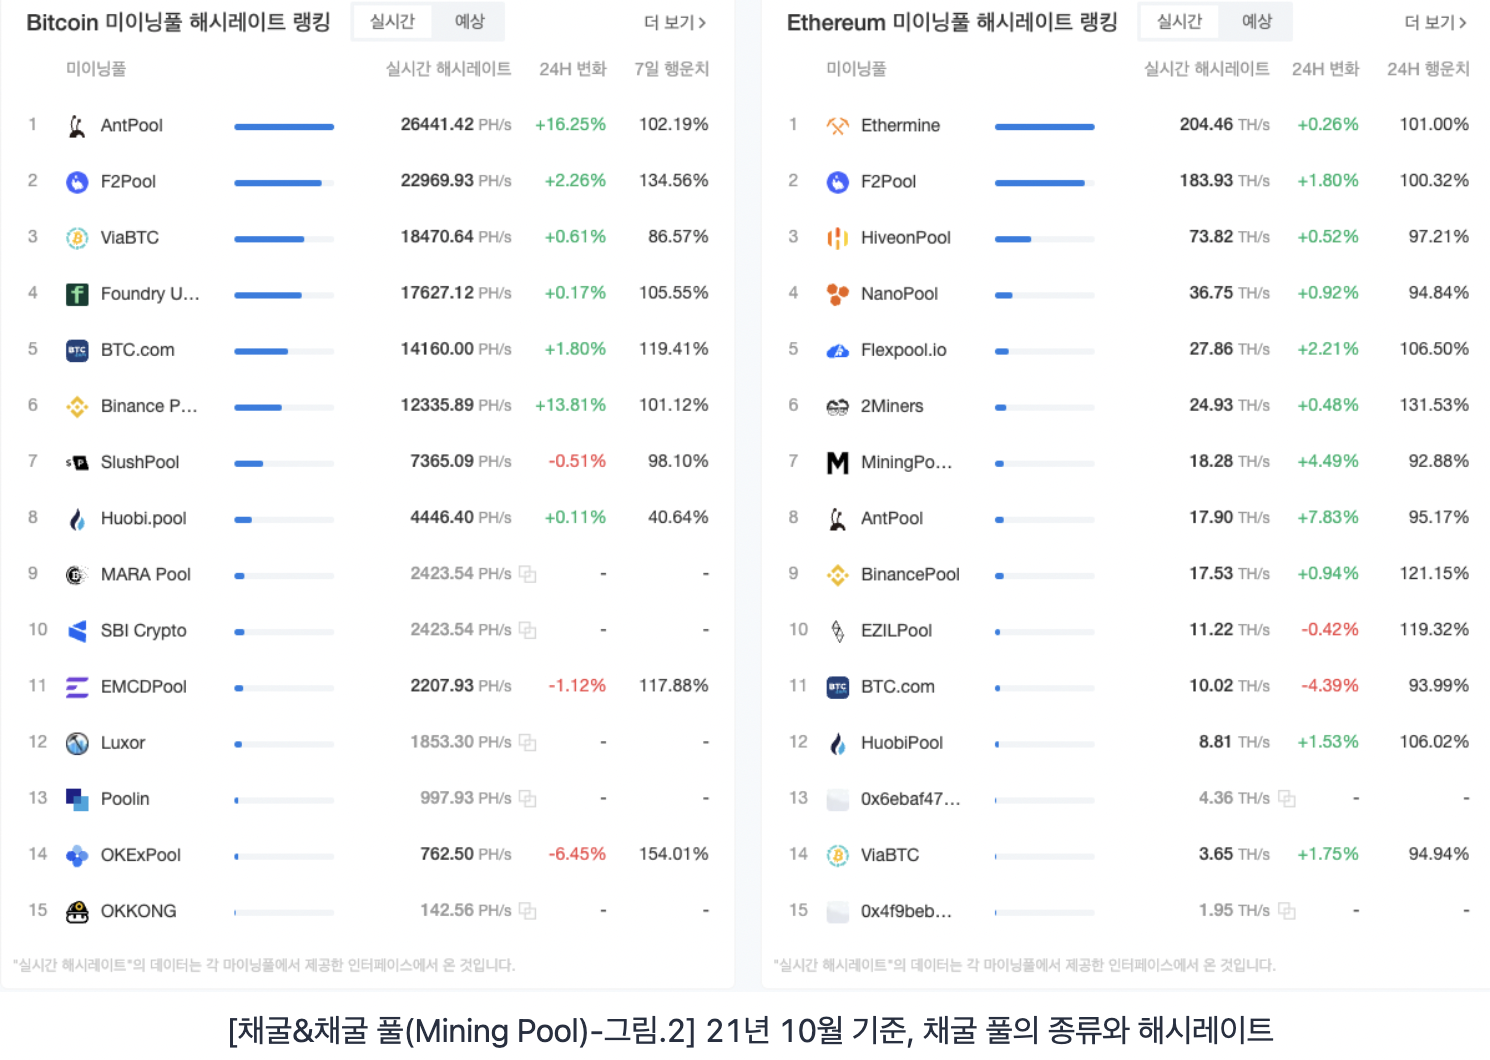 Bitcoin 미이닝풀 해시레이트 랭킹 실시간 예상 더 보기 >
미이닝풀 실시간 해시레이트 24H 변화 7일 행운치
1 AntPool 26441.42 PH/s +16.25% 102.19%
2 F2Pool 22969.93 PH/s +2.26% 134.56%
3 ViaBTC 18470.64 PH/s +0.61% 86.57%
4 Foundry U... 17627.12 PH/s +0.17% 105.55%
5 BTC.com 14160.00 PH/s +1.80% 119.41%
6 Binance P... 12335.89 PH/s +13.81% 101.12%
7 SlushPool 7365.09 PH/s -0.51% 98.10%
8 Huobi.pool 4446.40 PH/s +0.11% 40.64%
9 MARA Pool 2423.54 PH/s - -
10 SBI Crypto 2423.54 PH/s - -
11 EMCDPool 2207.93 PH/s -1.12% 117.88%
12 Luxor 1853.30 PH/s - -
13 Poolin 997.93 PH/s - -
14 OKExPool 762.50 PH/s -6.45% 154.01%
15 OKKONG 142.56 PH/s - -
"실시간 해시레이트"의 데이터는 각 마이닝풀에서 제공한 인터페이스에서 온 것입니다.
Ethereum 미이닝풀 해시레이트 랭킹 실시간 예상 더 보기 >
미이닝풀 실시간 해시레이트 24H 변화 24H 행운치
1 Ethermine 204.46 TH/s +0.26% 101.00%
2 F2Pool 183.93 TH/s +1.80% 100.32%
3 HiveonPool 73.82 TH/s +0.52% 97.21%
4 NanoPool 36.75 TH/s +0.92% 94.84%
5 Flexpool.io 27.86 TH/s +2.21% 106.50%
6 2Miners 24.93 TH/s +0.48% 131.53%
7 MiningPo... 18.28 TH/s +4.49% 92.88%
8 AntPool 17.90 TH/s +7.83% 95.17%
9 BinancePool 17.53 TH/s +0.94% 121.15%
10 EZILPool 11.22 TH/s -0.42% 119.32%
11 BTC.com 10.02 TH/s -4.39% 93.99%
12 HuobiPool 8.81 TH/s +1.53% 106.02%
13 0x6ebaf47... 4.36 TH/s - -
14 ViaBTC 3.65 TH/s +1.75% 94.94%
15 0x4f9beb... 1.95 TH/s - -
"실시간 해시레이트"의 데이터는 각 마이닝풀에서 제공한 인터페이스에서 온 것입니다.
[채굴&채굴 풀(Mining Pool)-그림.2] 21년 10월 기준, 채굴 풀의 종류와 해시레이트